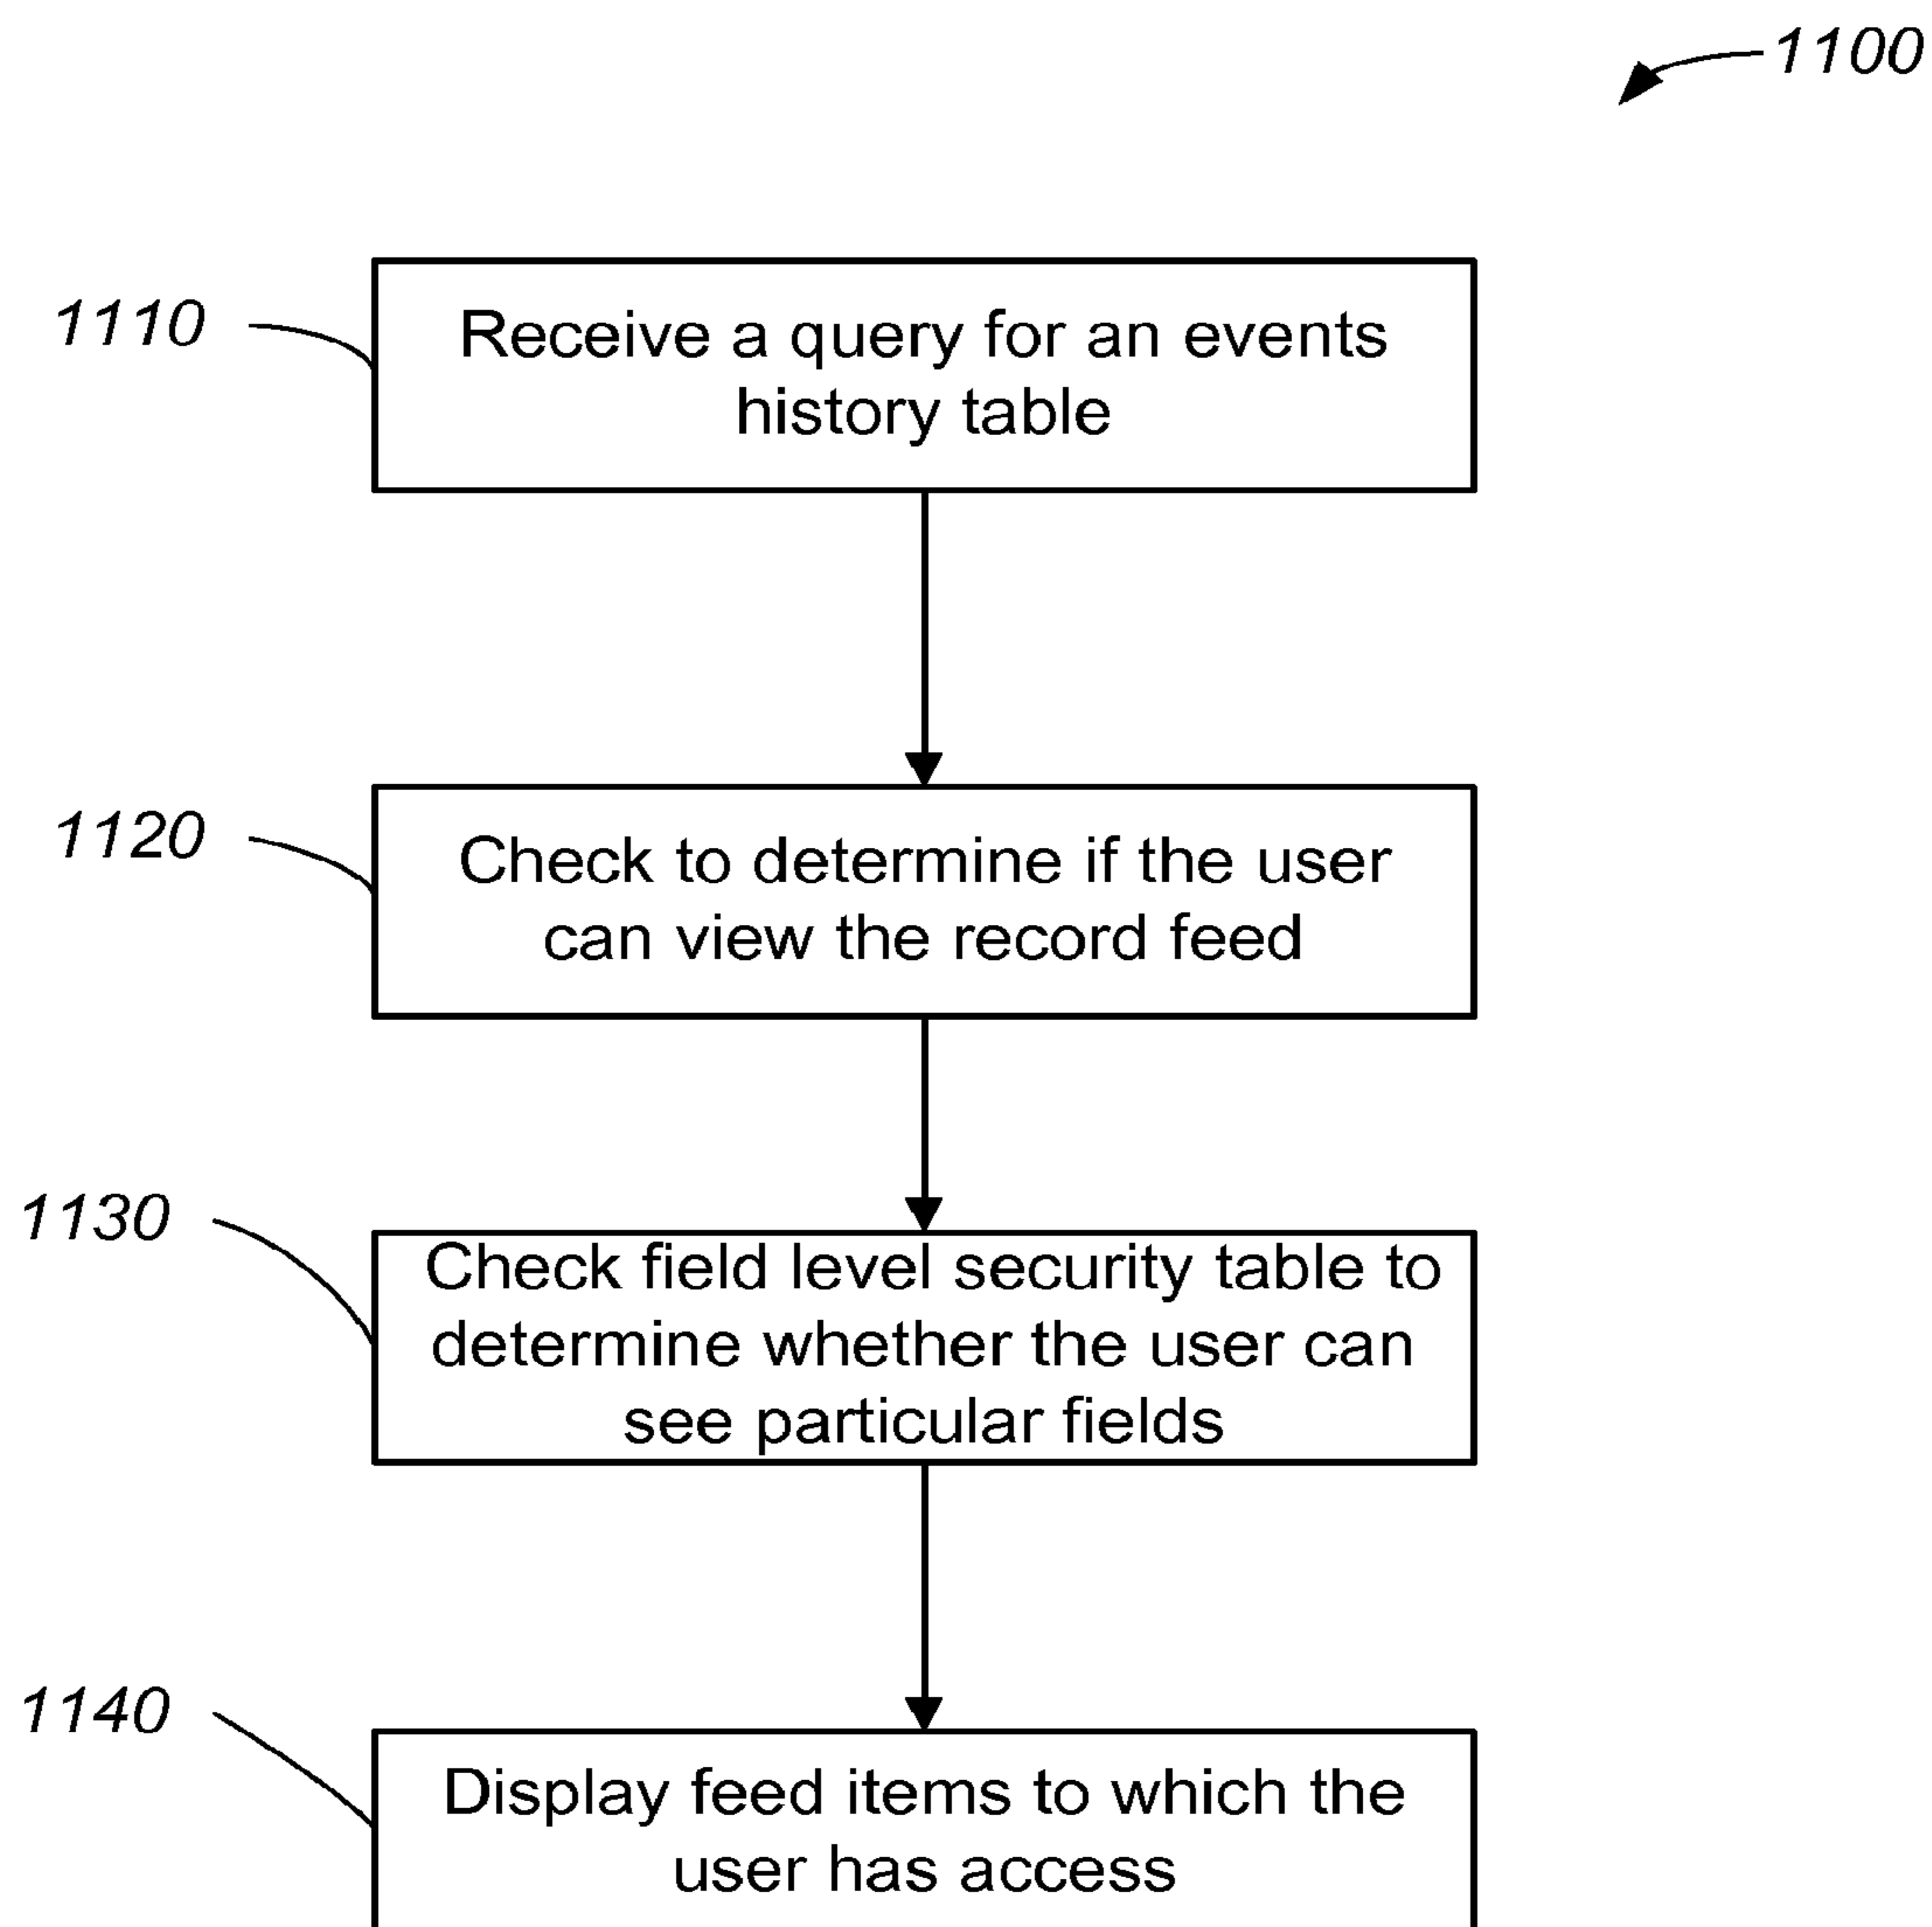 1100
1110
Receive a query for an events
history table
1120
Check to determine if the user
can view the record feed
1130
Check field level security table to
determine whether the user can
see particular fields
1140
Display feed items to which the
user has access